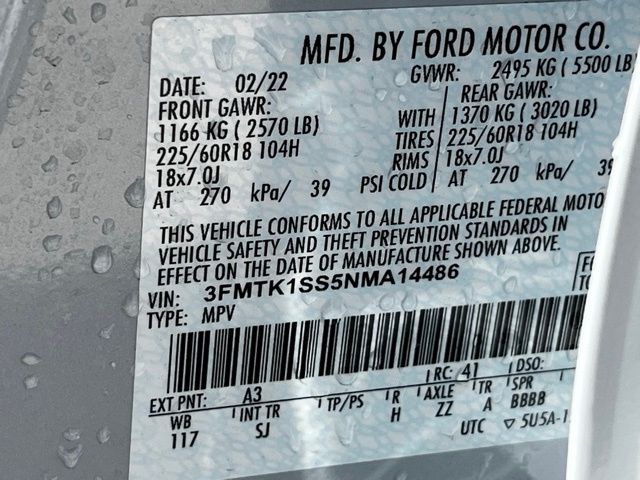 MFD. BY FORD MOTOR CO.
DATE: 02/22 GVWR: 2495 KG ( 5500 LB
FRONT GAWR: REAR GAWR:
1166 KG ( 2570 LB) WITH 1370 KG ( 3020 LB)
225/60R18 104H TIRES 225/60R18 104H
18x7.0J RIMS 18x7.0J
AT 270 kPa/ 39 PSI COLD AT 270 kPa/ 39
THIS VEHICLE CONFORMS TO ALL APPLICABLE FEDERAL MOTO
VEHICLE SAFETY AND THEFT PREVENTION STANDARDS IN
EFFECT ON THE DATE OF MANUFACTURE SHOWN ABOVE.
VIN: 3FMTK1SS5NMA14486
TYPE: MPV
EXT PNT: A3 RC: 41 DSO:
WB INT TR TP/PS R AXLE TR SPR
117 SJ H ZZ A BBBB
UTC ▽ 5U5A-1